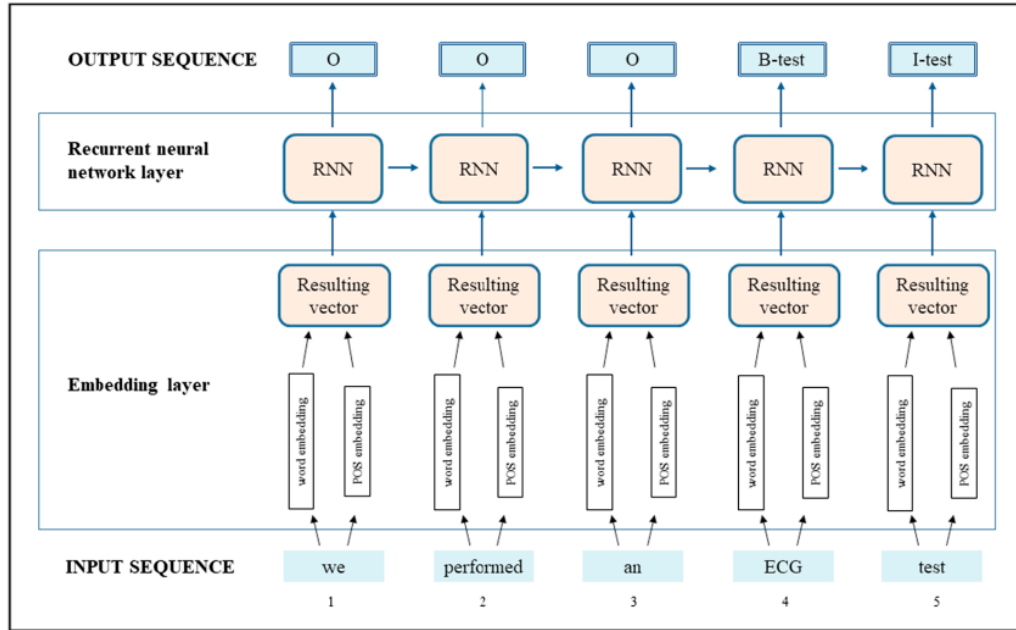 OUTPUT SEQUENCE
O
O
O
B-test
I-test
Recurrent neural
network layer
RNN
RNN
RNN
RNN
RNN
Resulting
vector
Resulting
vector
Resulting
vector
Resulting
vector
Resulting
vector
Embedding layer
word embedding
POS embedding
word embedding
POS embedding
word embedding
POS embedding
word embedding
POS embedding
word embedding
POS embedding
INPUT SEQUENCE
we
performed
an
ECG
test
1
2
3
4
5